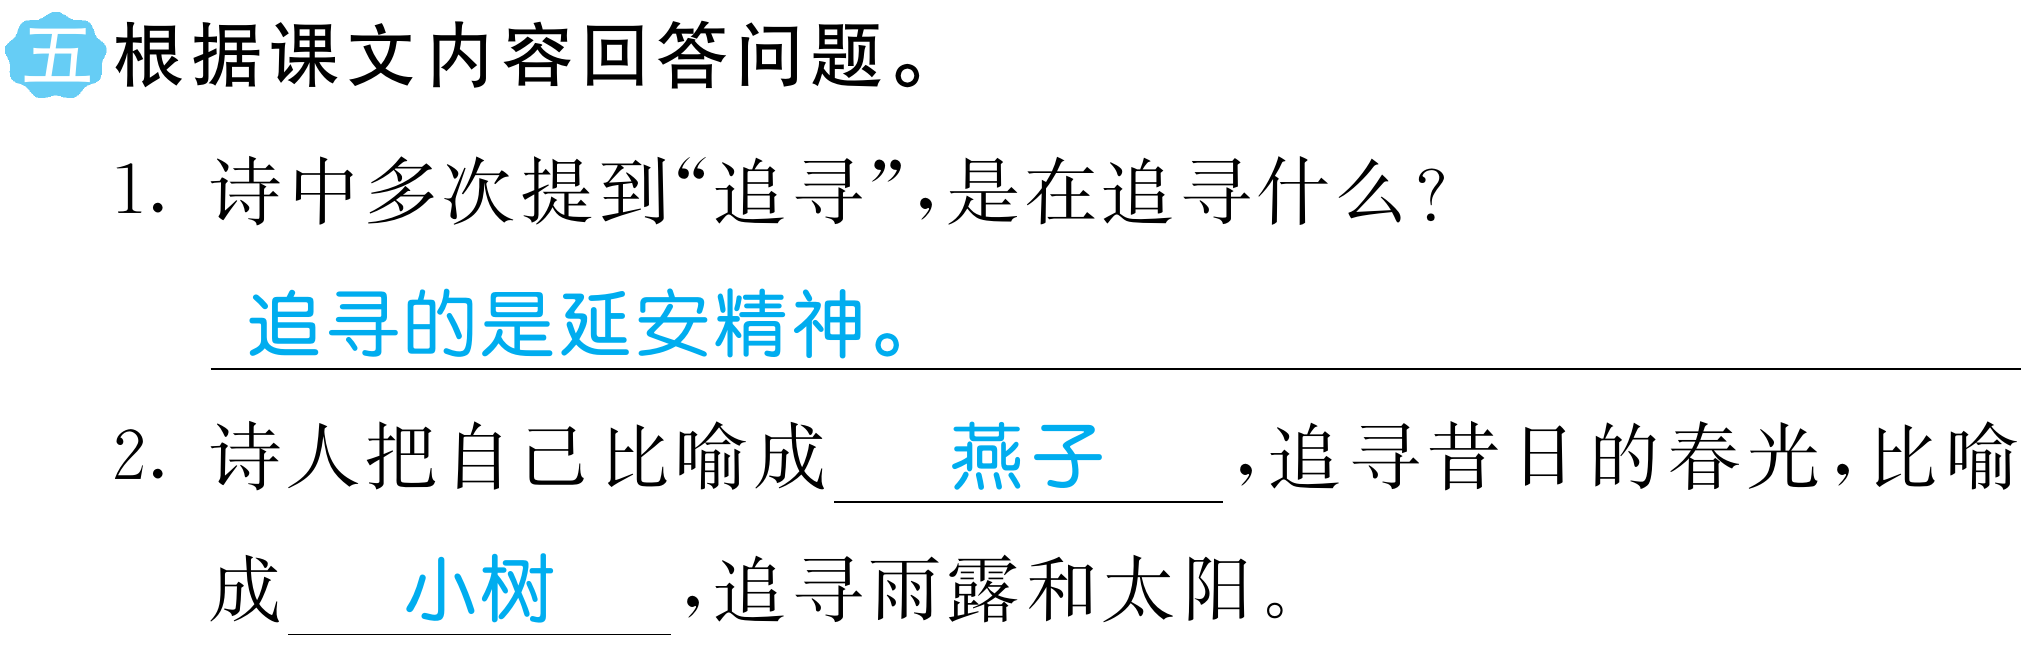 五 根据课文内容回答问题。
1. 诗中多次提到“追寻”,是在追寻什么?
追寻的是延安精神。
2. 诗人把自己比喻成 燕子 ,追寻昔日的春光,比喻
成 小树 ,追寻雨露和太阳。